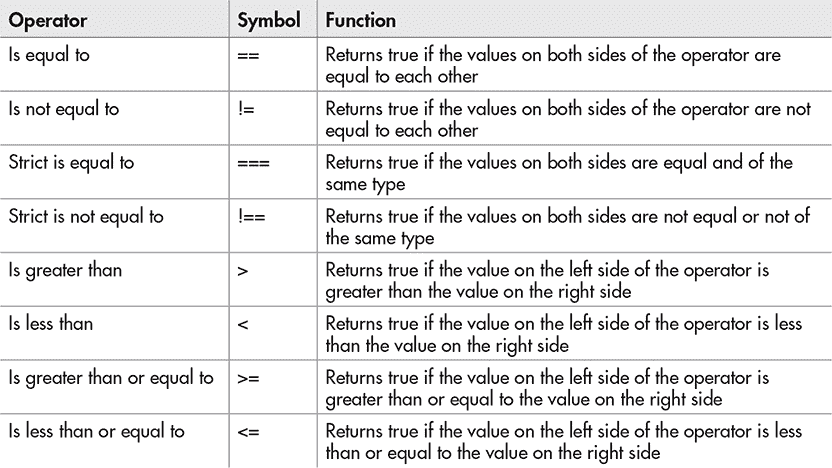 Operator Symbol Function
Is equal to == Returns true if the values on both sides of the operator are
equal to each other
Is not equal to != Returns true if the values on both sides of the operator are not
equal to each other
Strict is equal to === Returns true if the values on both sides are equal and of the
same type
Strict is not equal to !== Returns true if the values on both sides are not equal or not of
the same type
Is greater than > Returns true if the value on the left side of the operator is
greater than the value on the right side
Is less than < Returns true if the value on the left side of the operator is less
than the value on the right side
Is greater than or equal to >= Returns true if the value on the left side of the operator is
greater than or equal to the value on the right side
Is less than or equal to <= Returns true if the value on the left side of the operator is less
than or equal to the value on the right side